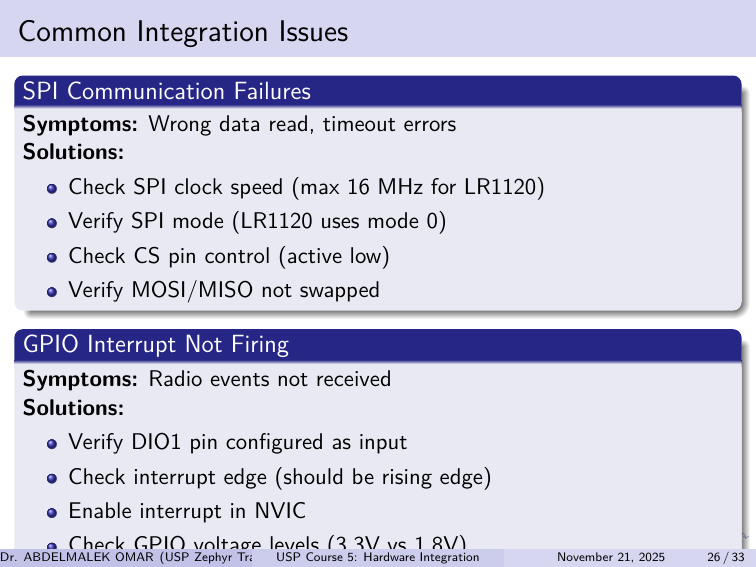 Common Integration Issues
SPI Communication Failures
Symptoms: Wrong data read, timeout errors
Solutions:
Check SPI clock speed (max 16 MHz for LR1120)
Verify SPI mode (LR1120 uses mode 0)
Check CS pin control (active low)
Verify MOSI/MISO not swapped
GPIO Interrupt Not Firing
Symptoms: Radio events not received
Solutions:
Verify DIO1 pin configured as input
Check interrupt edge (should be rising edge)
Enable interrupt in NVIC
Check GPIO voltage levels (3.3V vs 1.8V)
Dr. ABDELMALEK OMAR (USP Zephyr Tra USP Course 5: Hardware Integration November 21, 2025 26 / 33